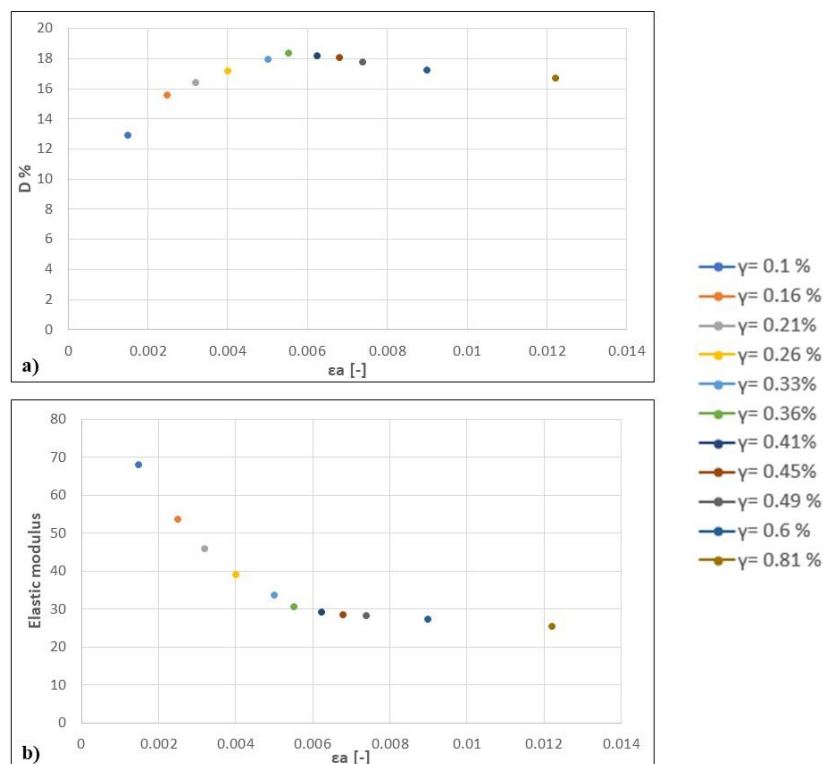 20
18
16
14
12
10
8
6
4
2
0
D %
0 0.002 0.004 0.006 0.008 0.01 0.012 0.014
εa [-]
a)
80
70
60
50
40
30
20
10
0
Elastic modulus
0 0.002 0.004 0.006 0.008 0.01 0.012 0.014
εa [-]
b)
γ= 0.1 %
γ= 0.16 %
γ= 0.21%
γ= 0.26 %
γ= 0.33%
γ= 0.36%
γ= 0.41%
γ= 0.45%
γ= 0.49 %
γ= 0.6 %
γ= 0.81 %